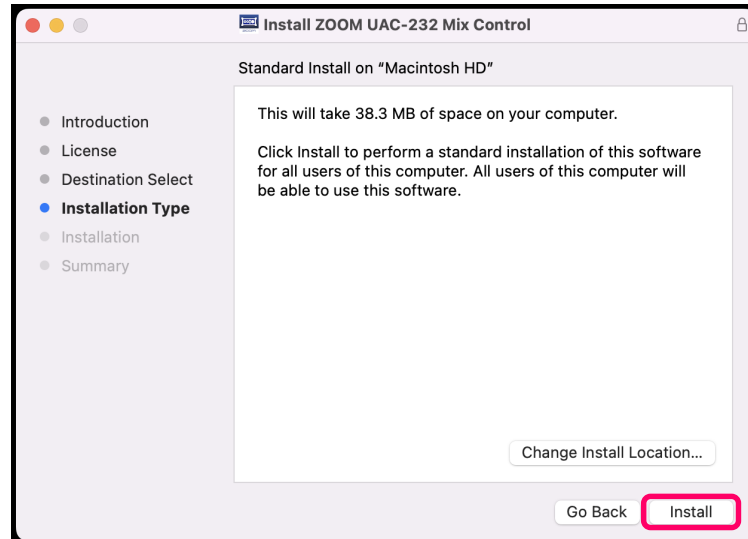 Install ZOOM UAC-232 Mix Control
Standard Install on “Macintosh HD”
Introduction
License
Destination Select
Installation Type
Installation
Summary
This will take 38.3 MB of space on your computer.
Click Install to perform a standard installation of this software
for all users of this computer. All users of this computer will
be able to use this software.
Change Install Location...
Go Back
Install